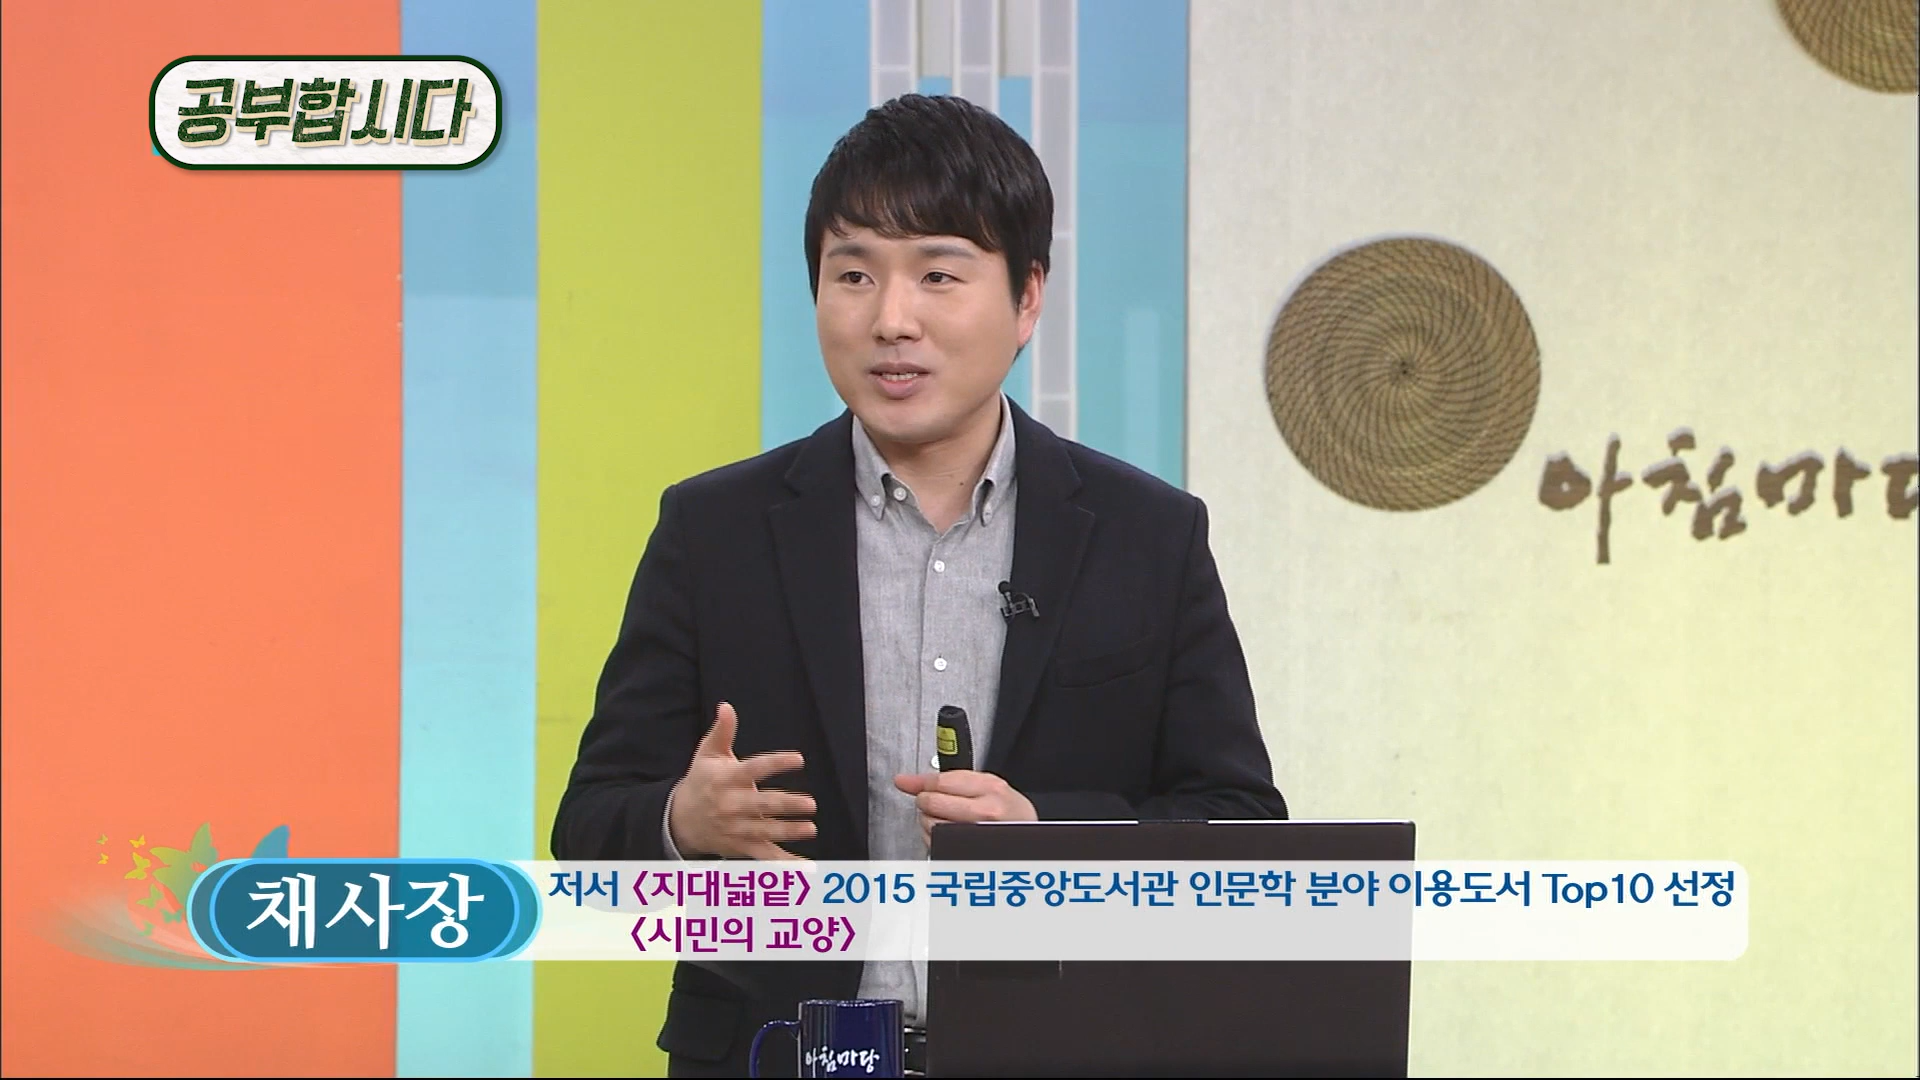 공부합시다
아침마다
채사장
저서 <지대넓얕> 2015 국립중앙도서관 인문학 분야 이용도서 Top10 선정
<시민의 교양>
아침마당